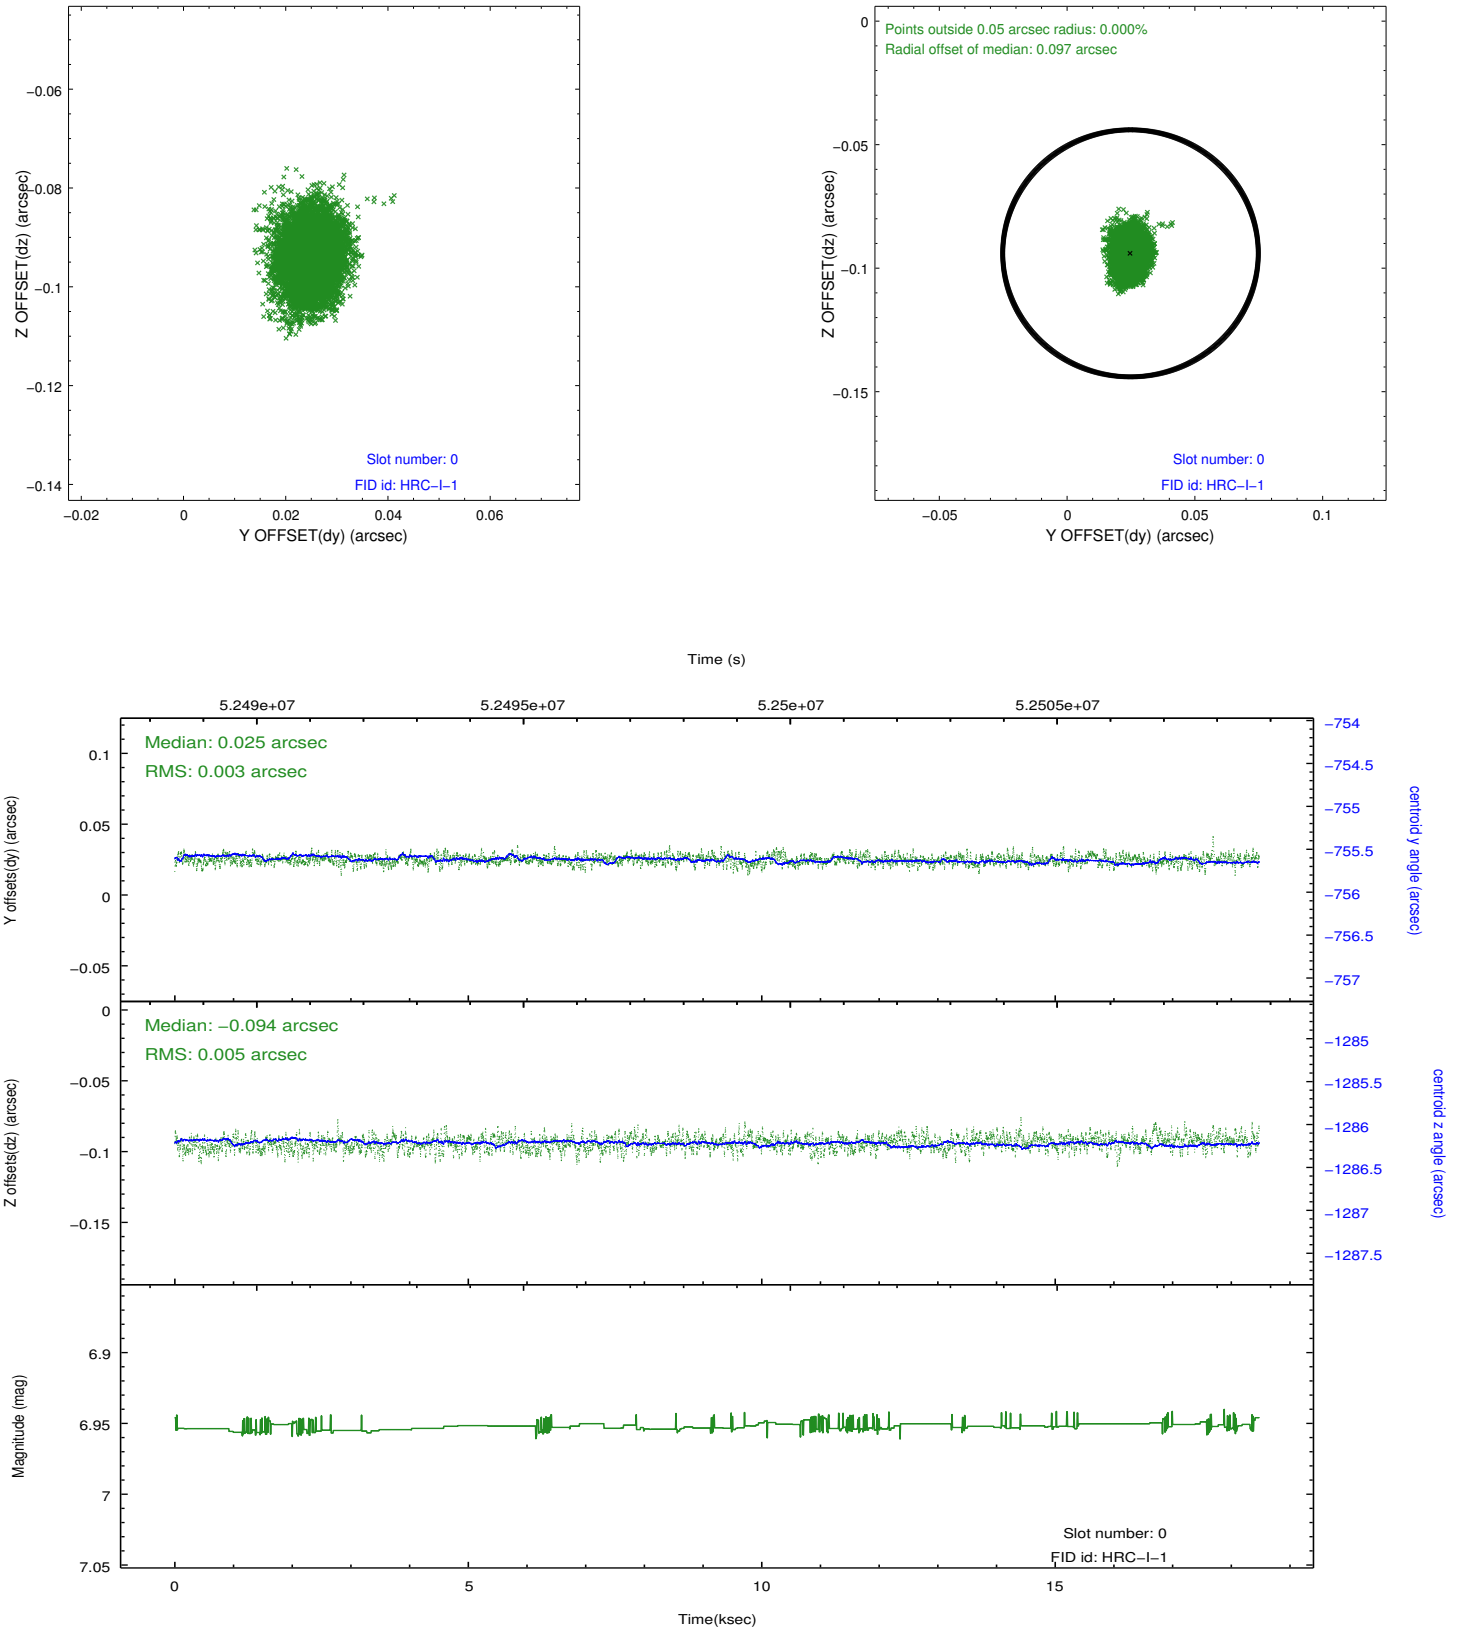 −0.06
−0.08
−0.1
−0.12
−0.14
Z OFFSET(dz) (arcsec)
Slot number: 0
FID id: HRC−I−1
−0.02 0 0.02 0.04 0.06
Y OFFSET(dy) (arcsec)
Points outside 0.05 arcsec radius: 0.000%
Radial offset of median: 0.097 arcsec
0
−0.05
−0.1
−0.15
Z OFFSET(dz) (arcsec)
Slot number: 0
FID id: HRC−I−1
−0.05 0 0.05 0.1
Y OFFSET(dy) (arcsec)
Time (s)
5.249e+07 5.2495e+07 5.25e+07 5.2505e+07
Median: 0.025 arcsec
RMS: 0.003 arcsec
0.1
0.05
0
−0.05
Y offsets(dy) (arcsec)
−754
−754.5
−755
−755.5
−756
−756.5
−757
centroid y angle (arcsec)
Median: −0.094 arcsec
RMS: 0.005 arcsec
0
−0.05
−0.1
−0.15
Z offsets(dz) (arcsec)
−1285
−1285.5
−1286
−1286.5
−1287
−1287.5
centroid z angle (arcsec)
6.9
6.95
7
7.05
Magnitude (mag)
Slot number: 0
FID id: HRC−I−1
0 5 10 15
Time(ksec)